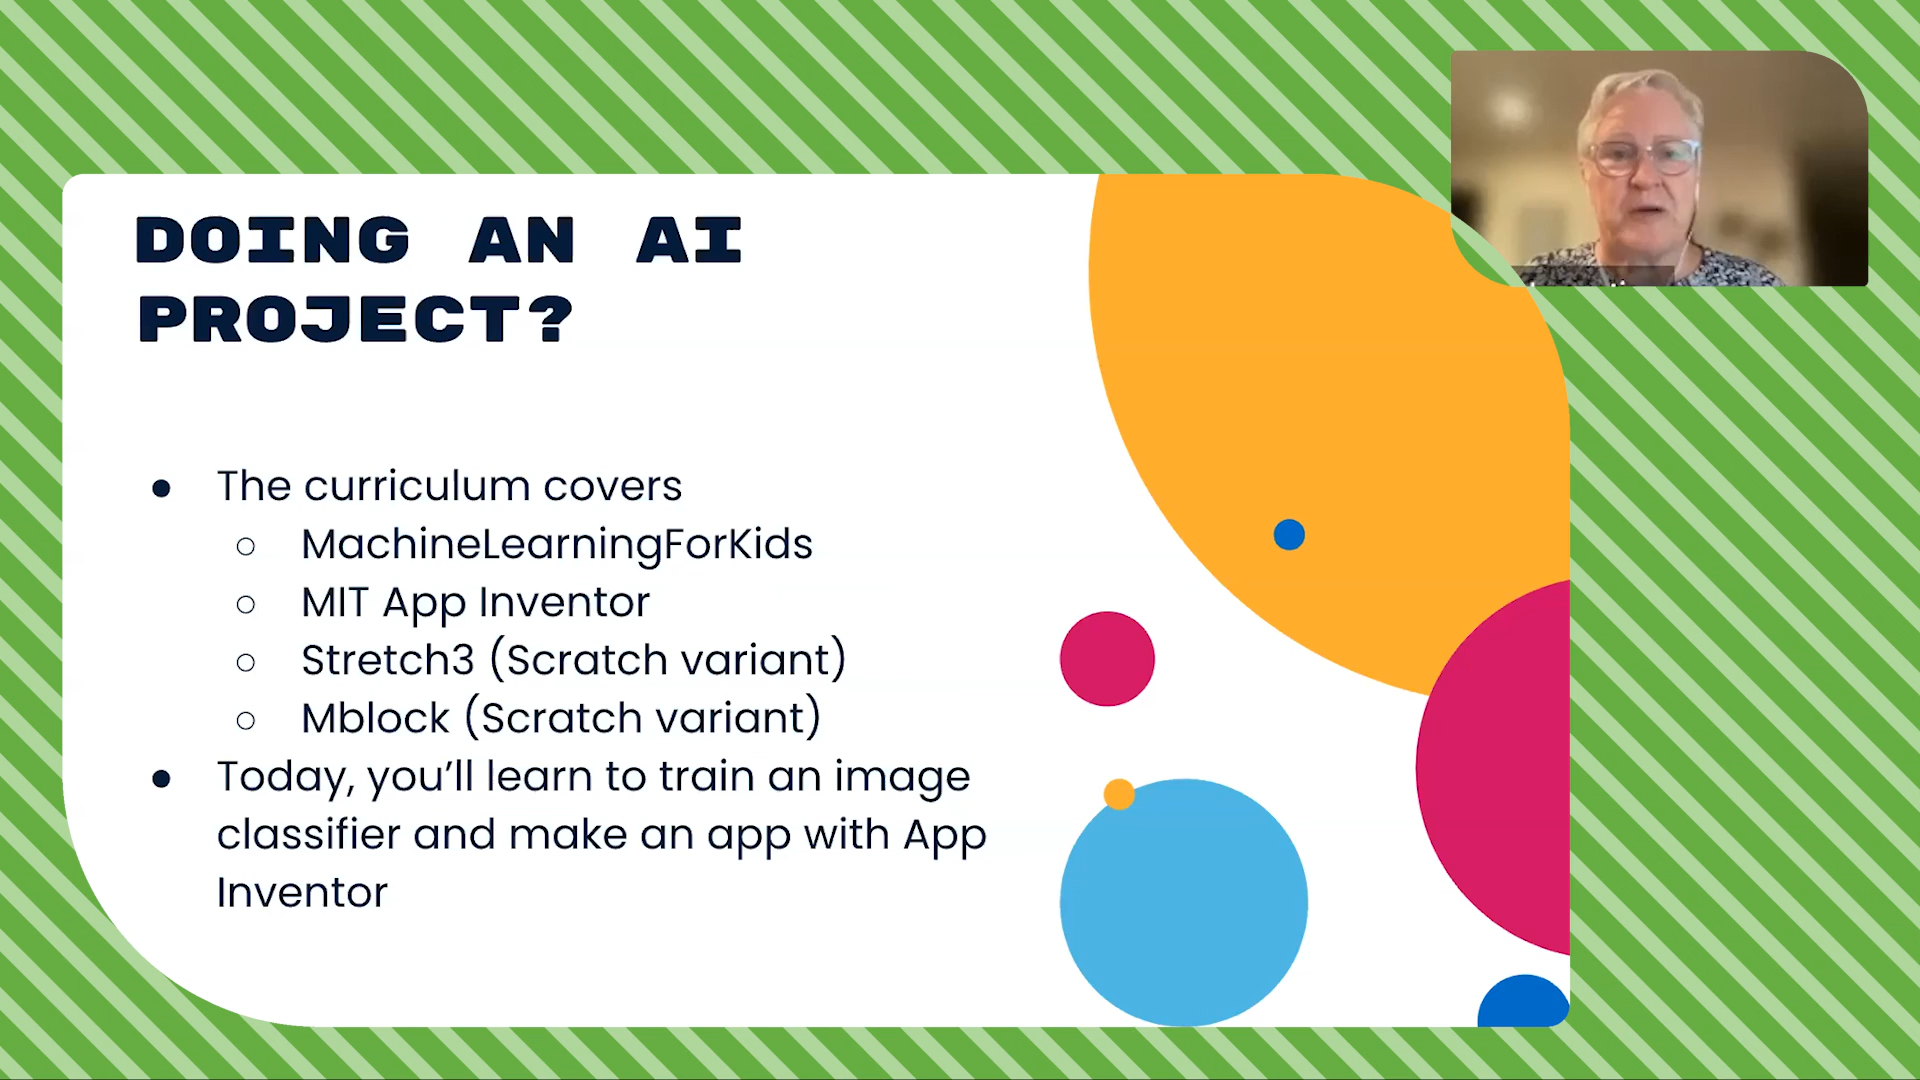 DOING AN AI
PROJECT?
● The curriculum covers
○ MachineLearningForKids
○ MIT App Inventor
○ Stretch3 (Scratch variant)
○ Mblock (Scratch variant)
● Today, you’ll learn to train an image
classifier and make an app with App
Inventor